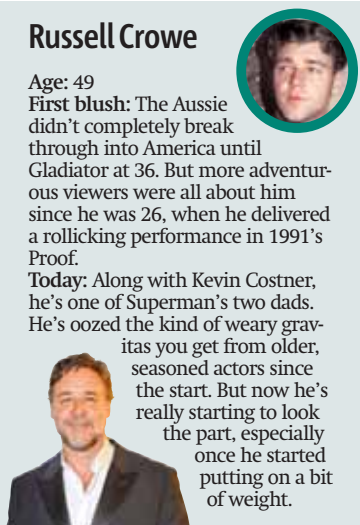 Russell Crowe
Age: 49
First blush: The Aussie
didn't completely break
through into America until
Gladiator at 36. But more adventur-
ous viewers were all about him
since he was 26, when he delivered
a rollicking performance in 1991's
Proof.
Today: Along with Kevin Costner,
he's one of Superman's two dads.
He's oozed the kind of weary grav-
itas you get from older,
seasoned actors since
the start. But now he's
really starting to look
the part, especially
once he started
putting on a bit
of weight.